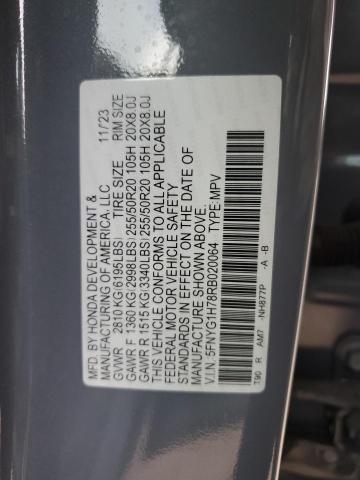 MFD. BY HONDA DEVELOPMENT &
MANUFACTURING OF AMERICA, LLC 11/23
GVWR 2810 KG(6195LBS) TIRE SIZE RIM SIZE
GAWR F 1360 KG(2998LBS)255/50R20 105H 20X8.0J
GAWR R 1515 KG(3340LBS)255/50R20 105H 20X8.0J
THIS VEHICLE CONFORMS TO ALL APPLICABLE
FEDERAL MOTOR VEHICLE SAFETY
STANDARDS IN EFFECT ON THE DATE OF
MANUFACTURE SHOWN ABOVE.
V.I.N. 5FNYG1H78RB020064 TYPE:MPV
T90 R AM7 -NH877P -A -B